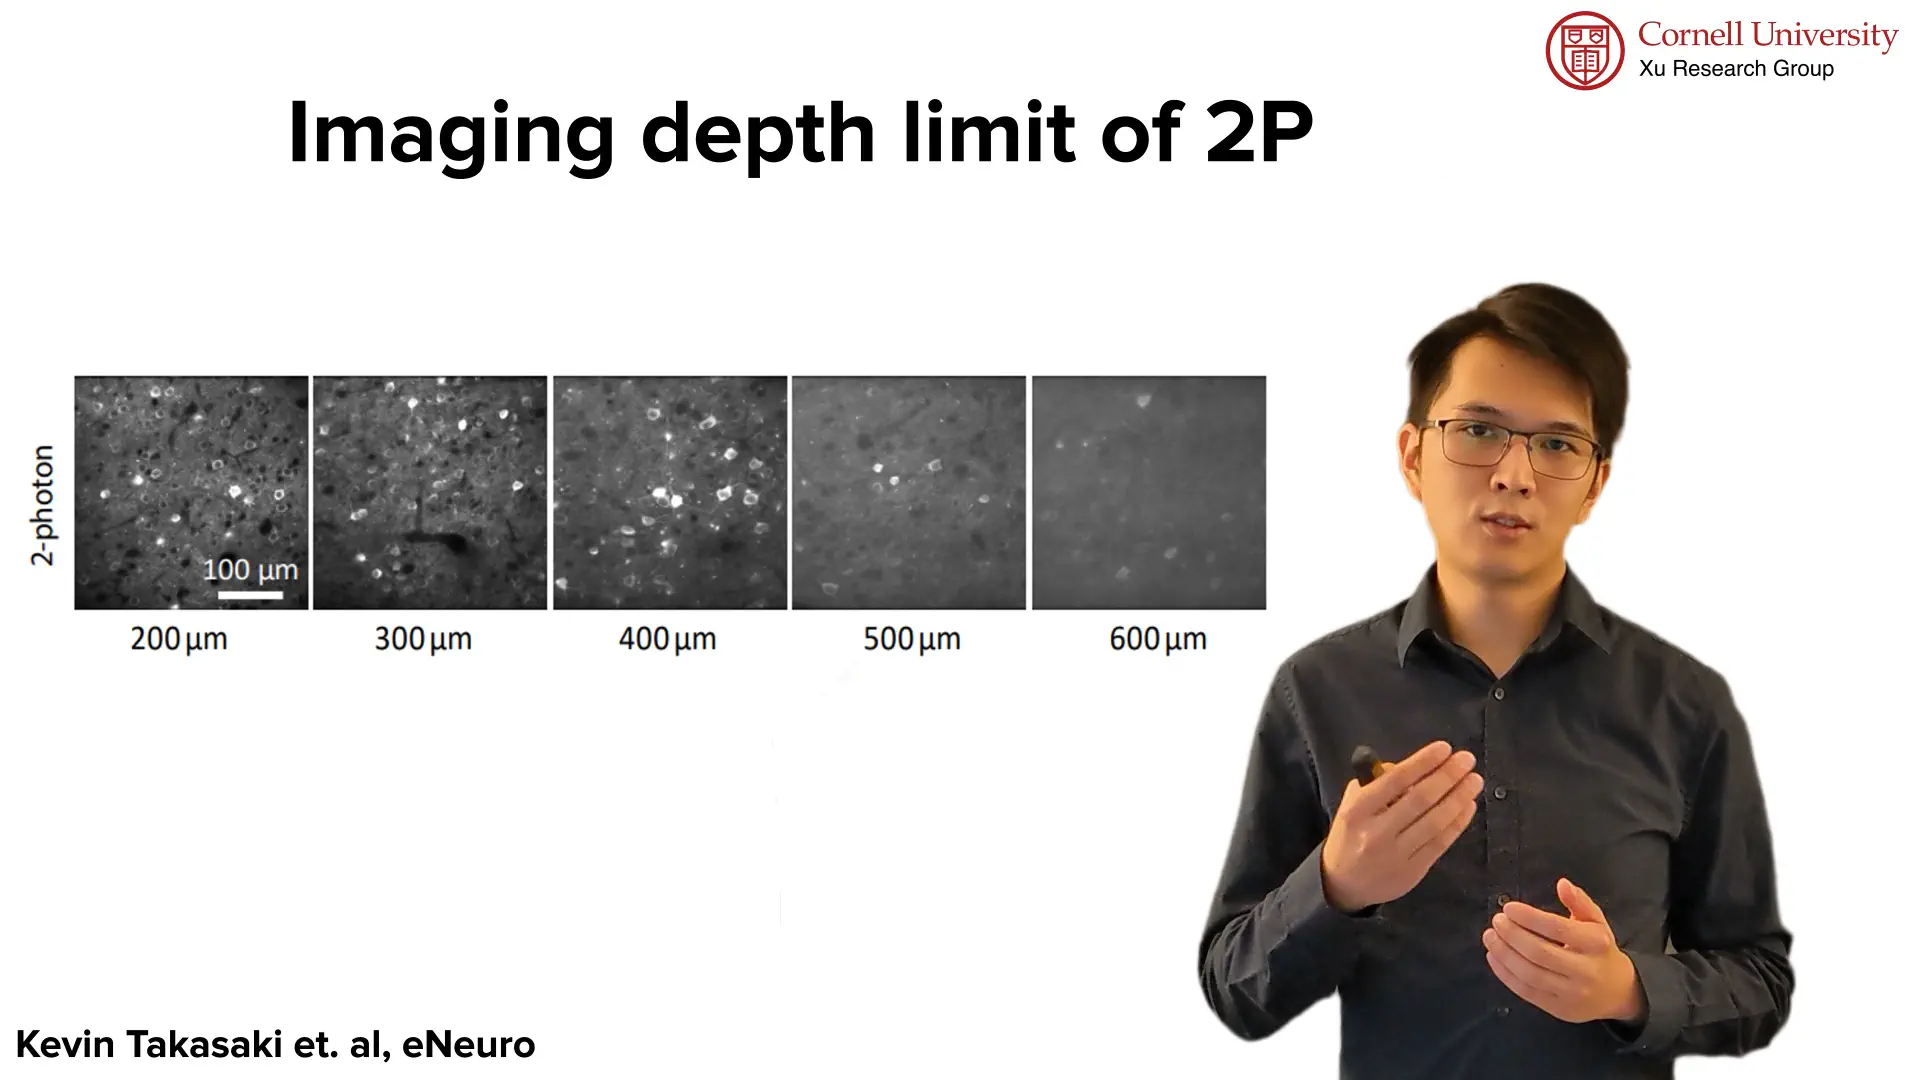 Cornell University
Xu Research Group
Imaging depth limit of 2P
2-photon
100 µm
200 µm
300 µm
400 µm
500 µm
600 µm
Kevin Takasaki et. al, eNeuro